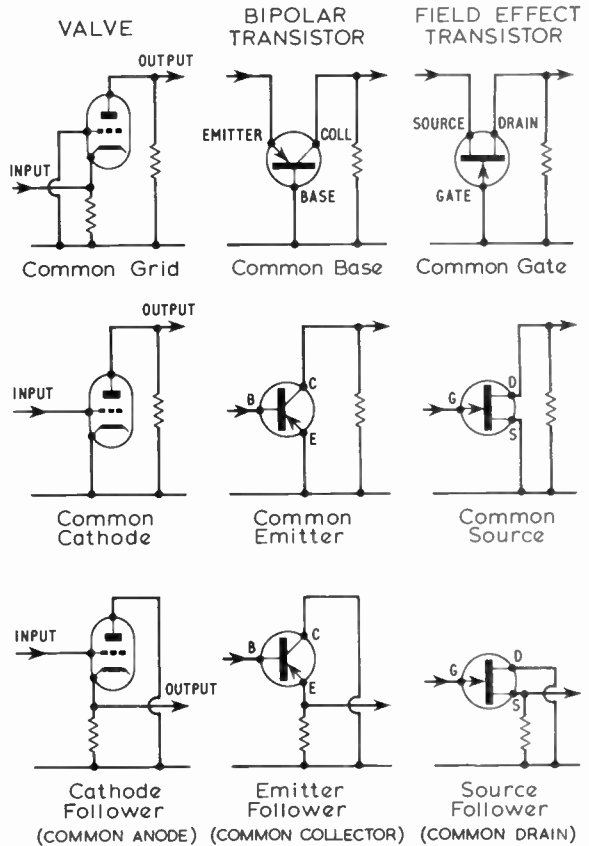 VALVE
BIPOLAR
TRANSISTOR
FIELD EFFECT
TRANSISTOR
OUTPUT
INPUT
EMITTER
COLL
BASE
SOURCE
DRAIN
GATE
Common Grid
Common Base
Common Gate
OUTPUT
INPUT
B
C
E
G
D
S
Common
Cathode
Common
Emitter
Common
Source
INPUT
OUTPUT
B
C
E
G
D
S
Cathode
Follower
(COMMON ANODE)
Emitter
Follower
(COMMON COLLECTOR)
Source
Follower
(COMMON DRAIN)